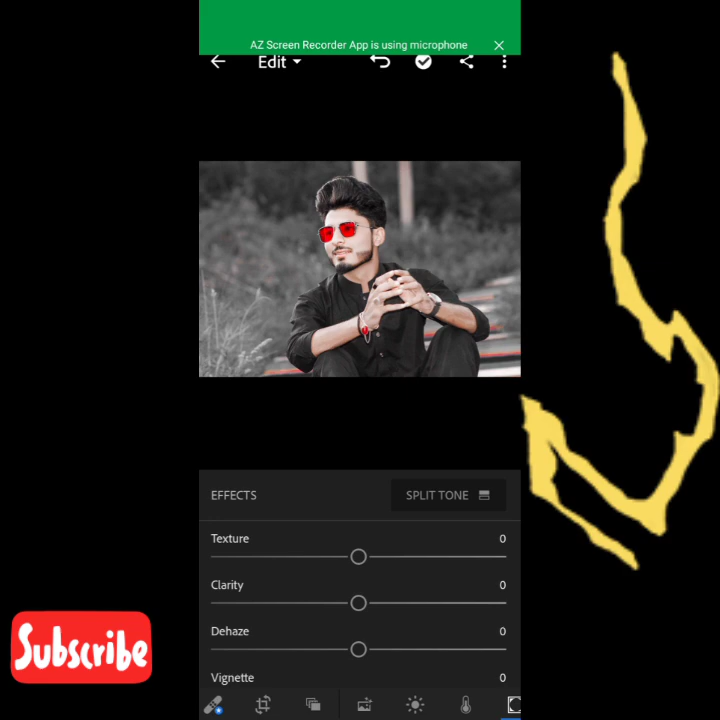 AZ Screen Recorder App is using microphone
Edit
EFFECTS
SPLIT TONE
Texture 0
Clarity 0
Dehaze 0
Vignette 0
Subscribe